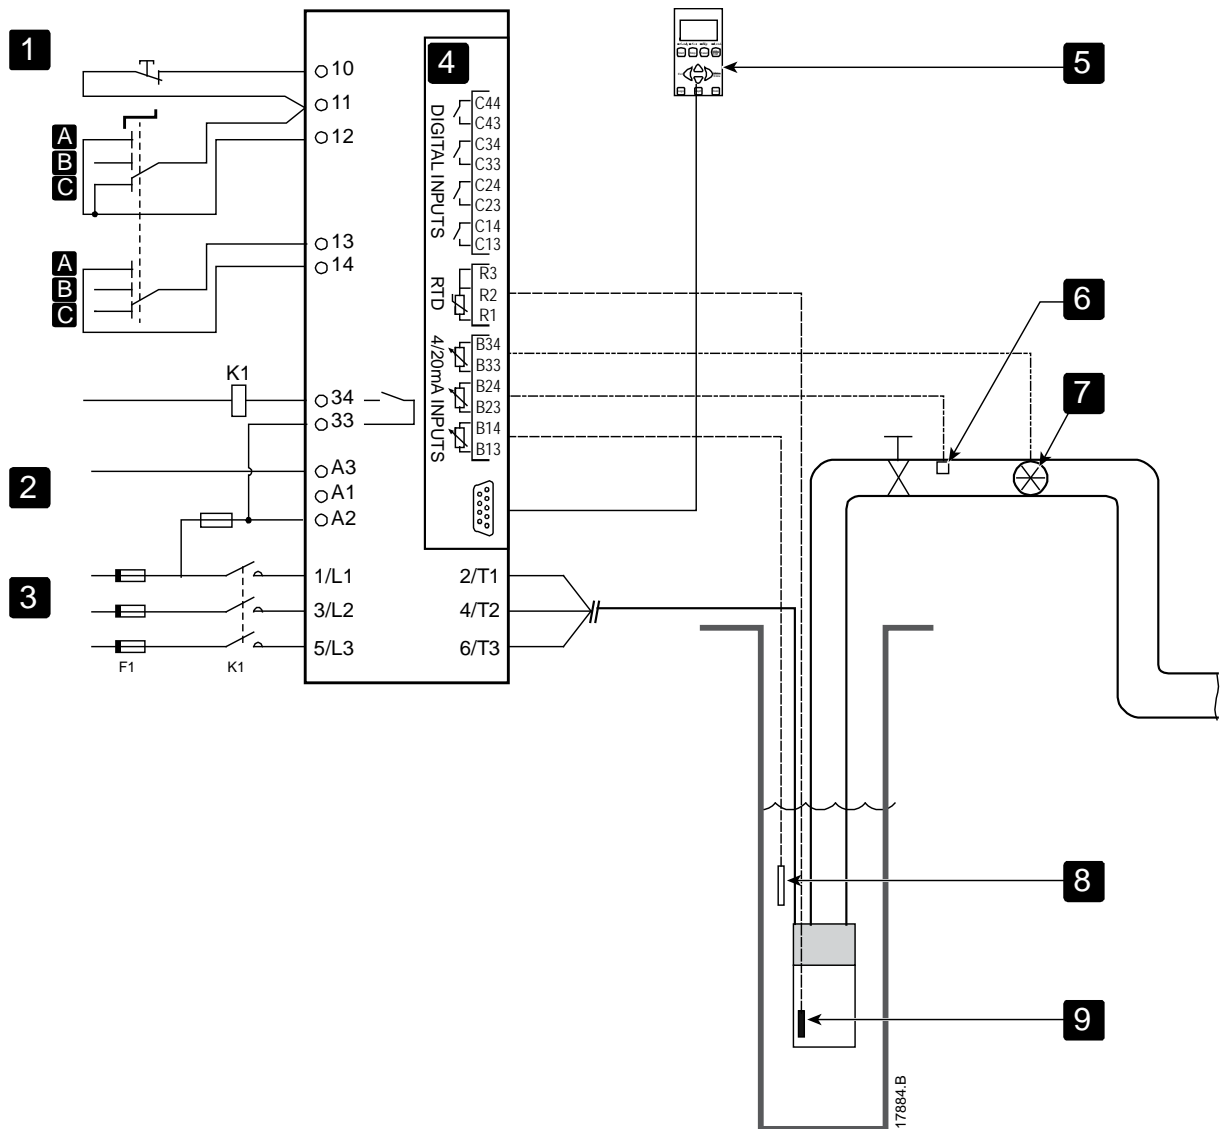 1
4
5
10
11
12
A
B
C
13
14
A
B
C
DIGITAL INPUTS
C44
C43
C34
C33
C24
C23
C14
C13
RTD
R3
R2
R1
4/20mA INPUTS
B34
B33
B24
B23
B14
B13
6
7
K1
34
33
2
A3
A1
A2
3
1/L1
2/T1
3/L2
4/T2
5/L3
6/T3
F1
K1
8
9
17884.B